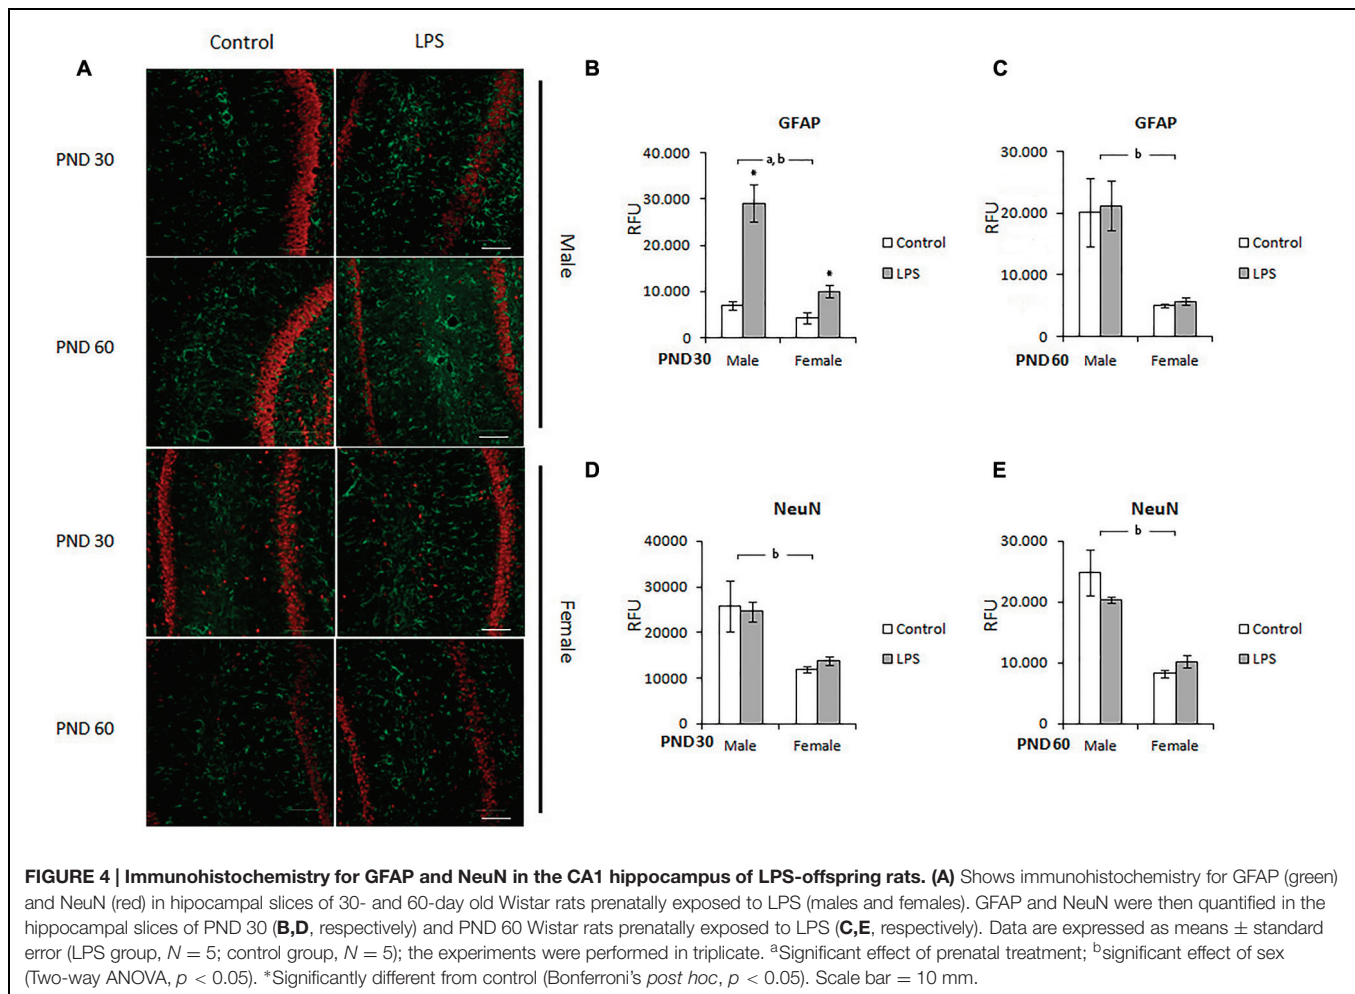 Control LPS
A
PND 30
PND 60
Male
PND 30
PND 60
Female
B
GFAP
40.000
30.000
20.000
10.000
0
RFU
a, b
*
*
PND 30 Male Female
Control
LPS
C
GFAP
30.000
20.000
10.000
0
RFU
b
PND 60 Male Female
Control
LPS
D
NeuN
40000
30000
20000
10000
0
RFU
b
PND 30 Male Female
Control
LPS
E
NeuN
30.000
20.000
10.000
0
RFU
b
PND 60 Male Female
Control
LPS
FIGURE 4 | Immunohistochemistry for GFAP and NeuN in the CA1 hippocampus of LPS-offspring rats. (A) Shows immunohistochemistry for GFAP (green)
and NeuN (red) in hipocampal slices of 30- and 60-day old Wistar rats prenatally exposed to LPS (males and females). GFAP and NeuN were then quantified in the
hippocampal slices of PND 30 (B,D, respectively) and PND 60 Wistar rats prenatally exposed to LPS (C,E, respectively). Data are expressed as means ± standard
error (LPS group, N = 5; control group, N = 5); the experiments were performed in triplicate. aSignificant effect of prenatal treatment; bsignificant effect of sex
(Two-way ANOVA, p < 0.05). *Significantly different from control (Bonferroni's post hoc, p < 0.05). Scale bar = 10 mm.